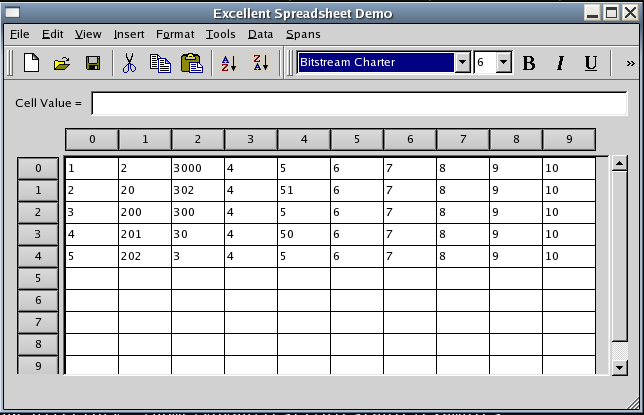 Excellent Spreadsheet Demo
File Edit View Insert Format Tools Data Spans
A Z Z A Bitstream Charter 6 B I U »
Cell Value =
0 1 2 3 4 5 6 7 8 9
0 1 2 3000 4 5 6 7 8 9 10
1 2 20 302 4 51 6 7 8 9 10
2 3 200 300 4 5 6 7 8 9 10
3 4 201 30 4 50 6 7 8 9 10
4 5 202 3 4 5 6 7 8 9 10
5
6
7
8
9